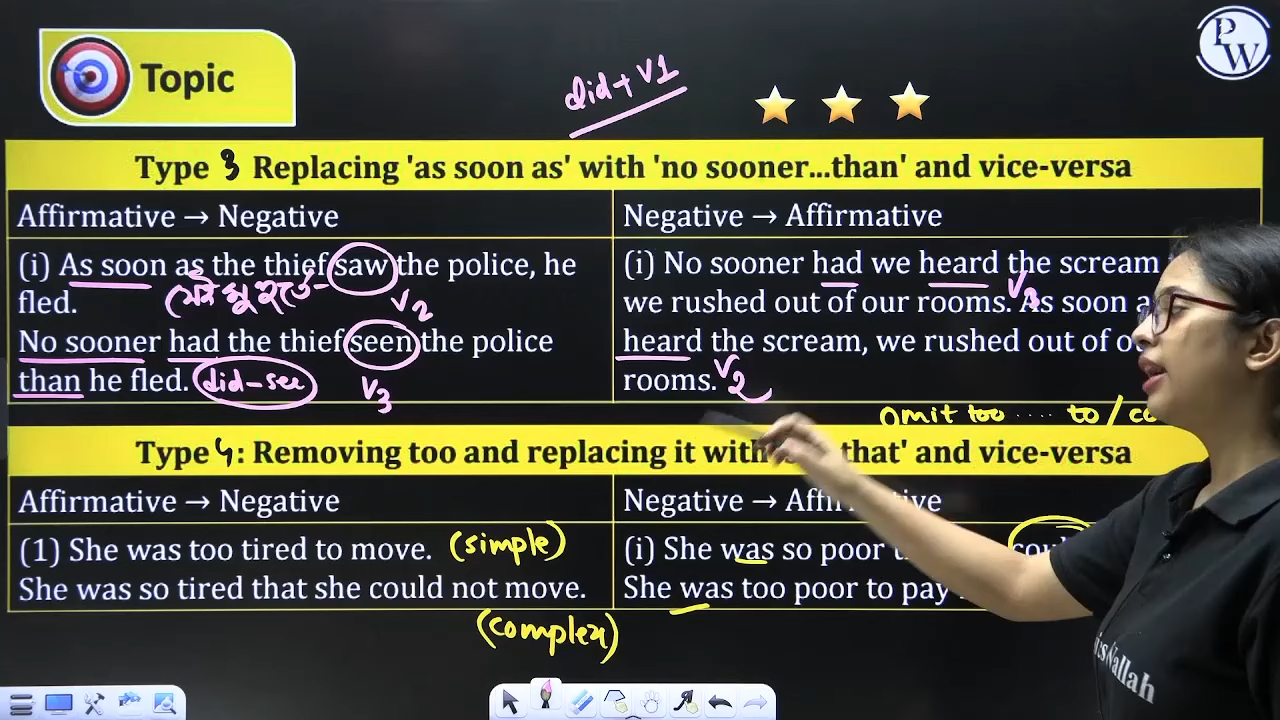 PW
Topic
did + V1
Type 3 Replacing 'as soon as' with 'no sooner...than' and vice-versa
Affirmative → Negative
(i) As soon as the thief saw the police, he
fled.
যেই মুহূর্তে-
V2
No sooner had the thief seen the police
than he fled. did-see
V3
Negative → Affirmative
(i) No sooner had we heard the scream
V3
we rushed out of our rooms. As soon
heard the scream, we rushed out of
rooms. V2
omit too .... to/
Type 4: Removing too and replacing it with that' and vice-versa
Affirmative → Negative
(1) She was too tired to move. (simple)
She was so tired that she could not move.
(complex)
Negative →
(i) She was so poor
She was too poor to pay